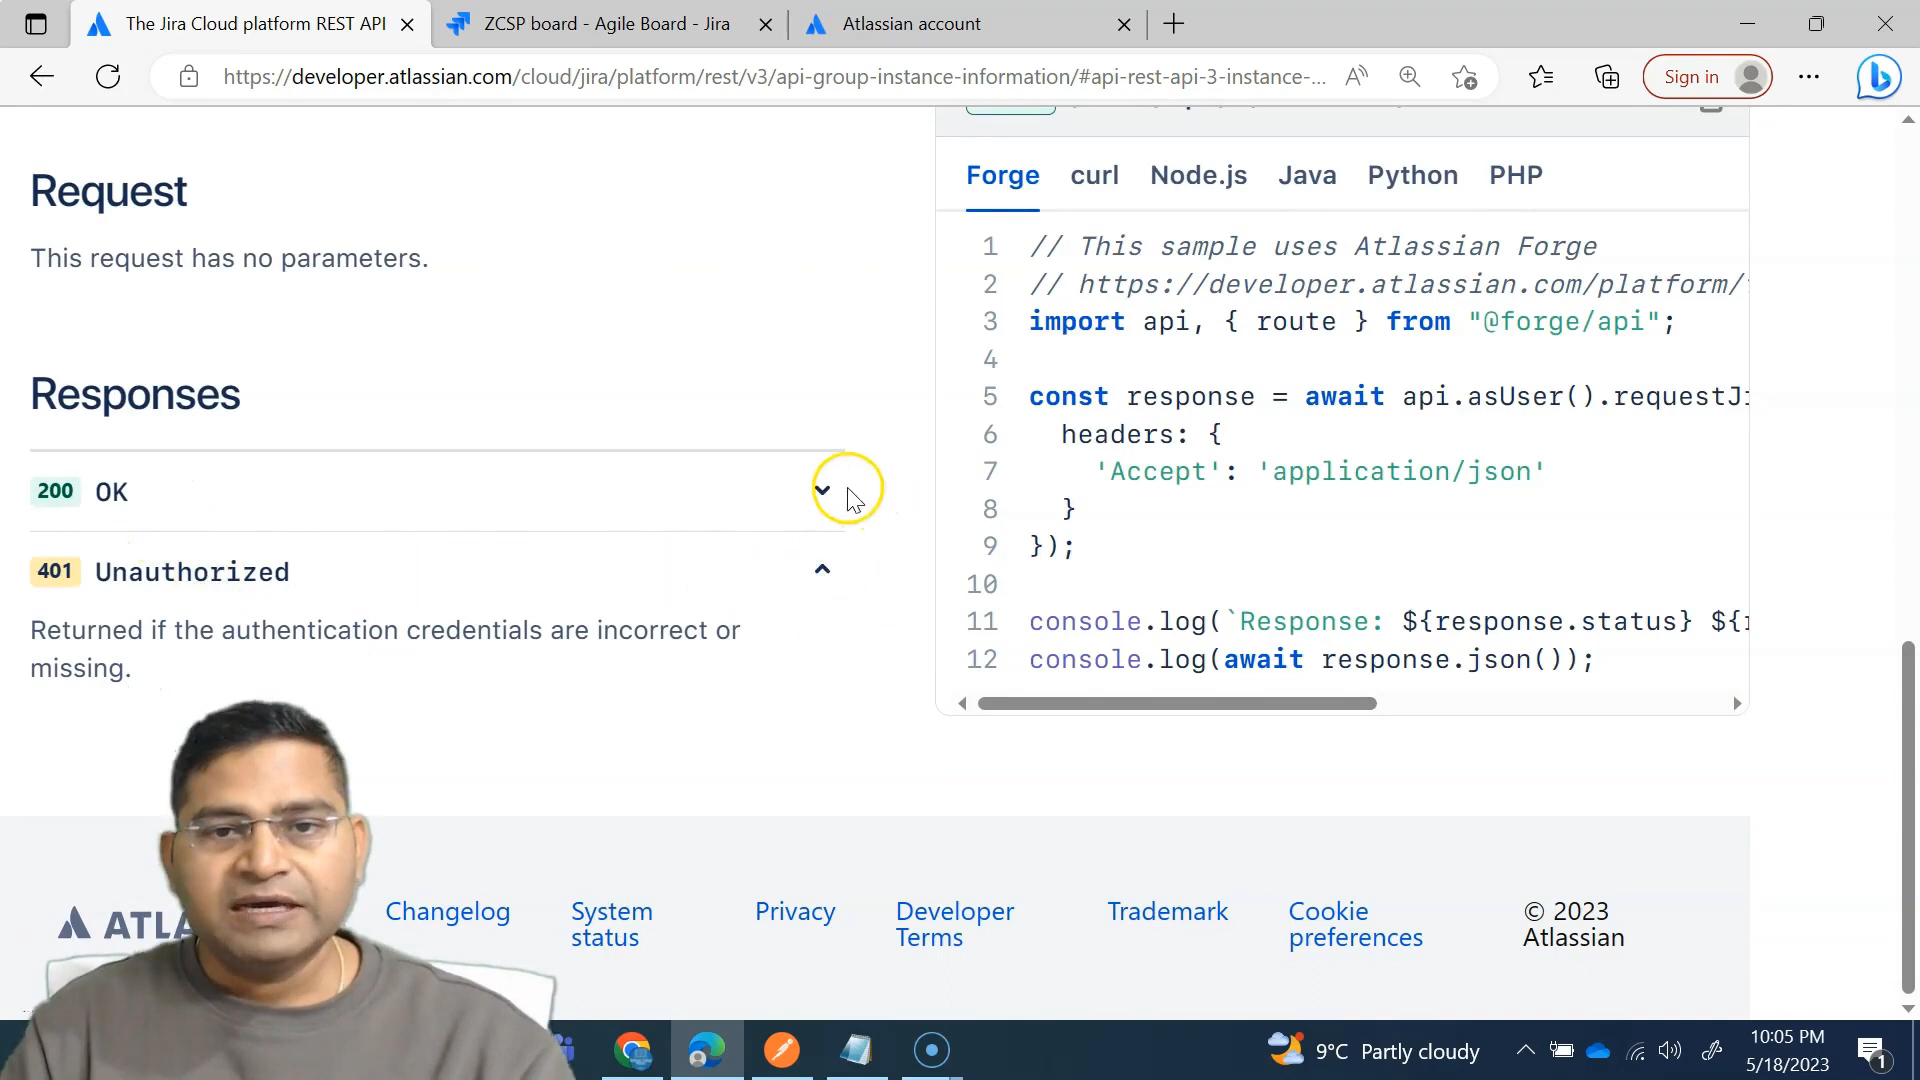 The Jira Cloud platform REST API
ZCSP board - Agile Board - Jira
Atlassian account
https://developer.atlassian.com/cloud/jira/platform/rest/v3/api-group-instance-information/#api-rest-api-3-instance-...
Sign in
Request
This request has no parameters.
Responses
200 OK
401 Unauthorized
Returned if the authentication credentials are incorrect or
missing.
Forge curl Node.js Java Python PHP
1 // This sample uses Atlassian Forge
2 // https://developer.atlassian.com/platform/
3 import api, { route } from "@forge/api";
4
5 const response = await api.asUser().requestJ
6 headers: {
7 'Accept': 'application/json'
8 }
9 });
10
11 console.log(`Response: ${response.status} ${
12 console.log(await response.json());
ATL
Changelog
System
status
Privacy
Developer
Terms
Trademark
Cookie
preferences
© 2023
Atlassian
9°C Partly cloudy
10:05 PM
5/18/2023
1